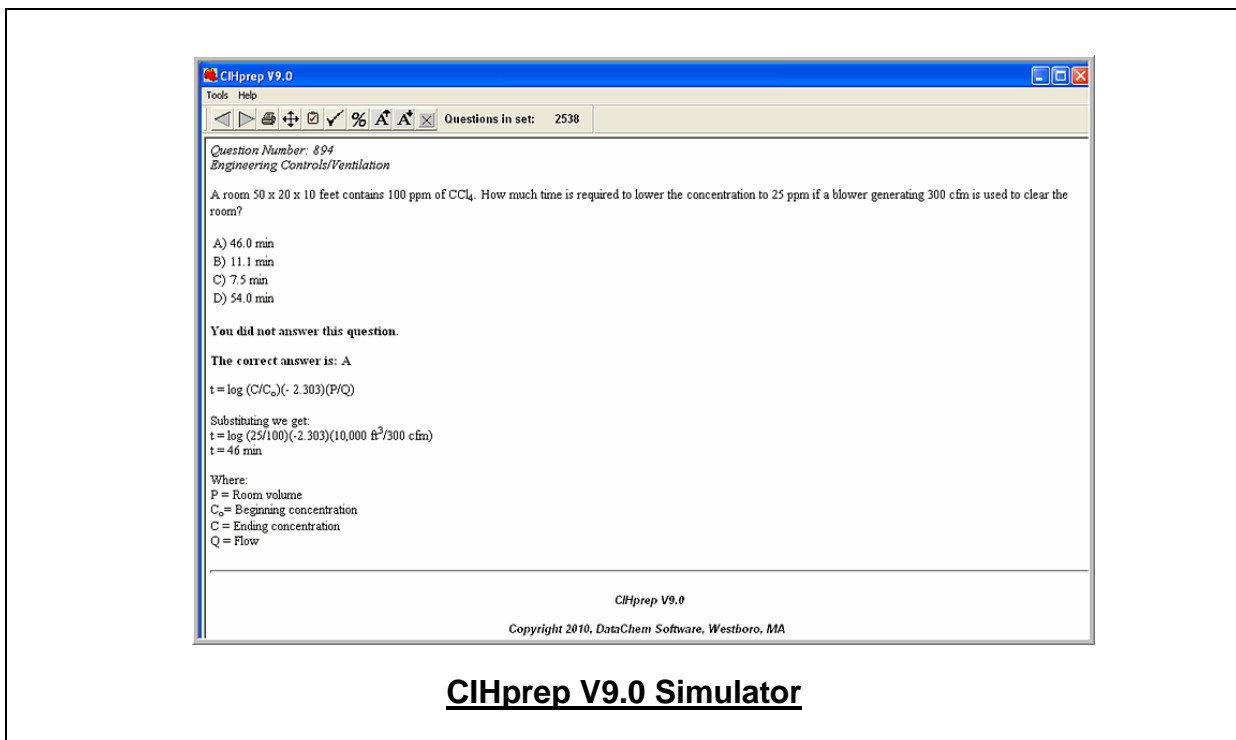 CIHprep V9.0
Tools Help
% A A Questions in set: 2538
Question Number: 894
Engineering Controls/Ventilation
A room 50 x 20 x 10 feet contains 100 ppm of CCl₄. How much time is required to lower the concentration to 25 ppm if a blower generating 300 cfm is used to clear the
room?
A) 46.0 min
B) 11.1 min
C) 7.5 min
D) 54.0 min
You did not answer this question.
The correct answer is: A
t = log (C/Cₒ)(- 2.303)(P/Q)
Substituting we get:
t = log (25/100)(-2.303)(10,000 ft³/300 cfm)
t = 46 min
Where:
P = Room volume
Cₒ= Beginning concentration
C = Ending concentration
Q = Flow
CIHprep V9.0
Copyright 2010, DataChem Software, Westboro, MA
CIHprep V9.0 Simulator